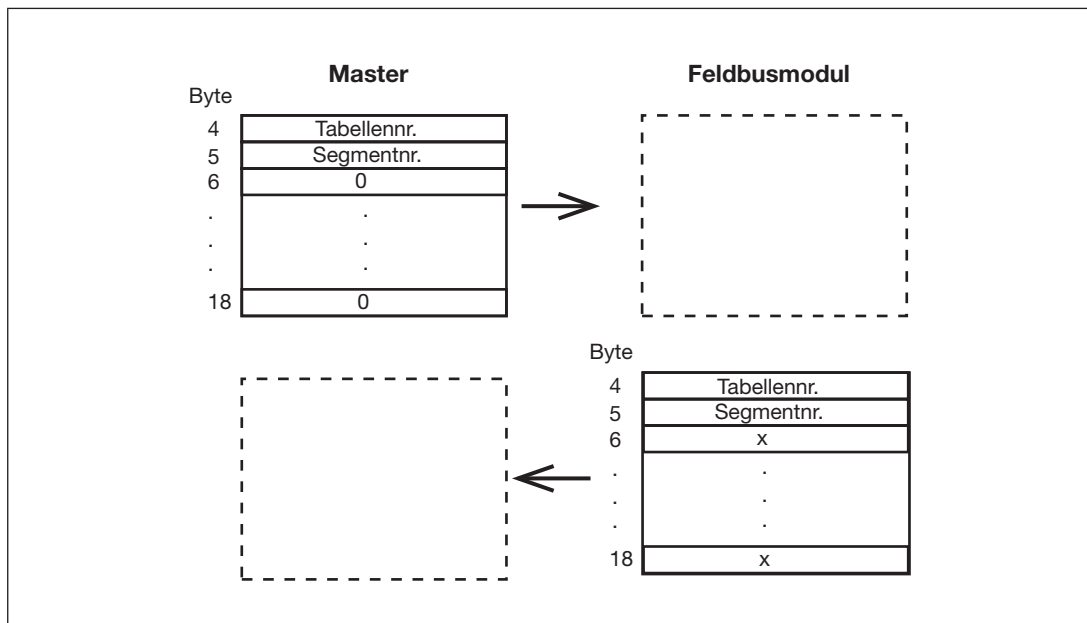 Master Feldbusmodul
Byte
4 Tabellennr.
5 Segmentnr.
6 0
. .
. .
. .
18 0
Byte
4 Tabellennr.
5 Segmentnr.
6 x
. .
. .
. .
18 x